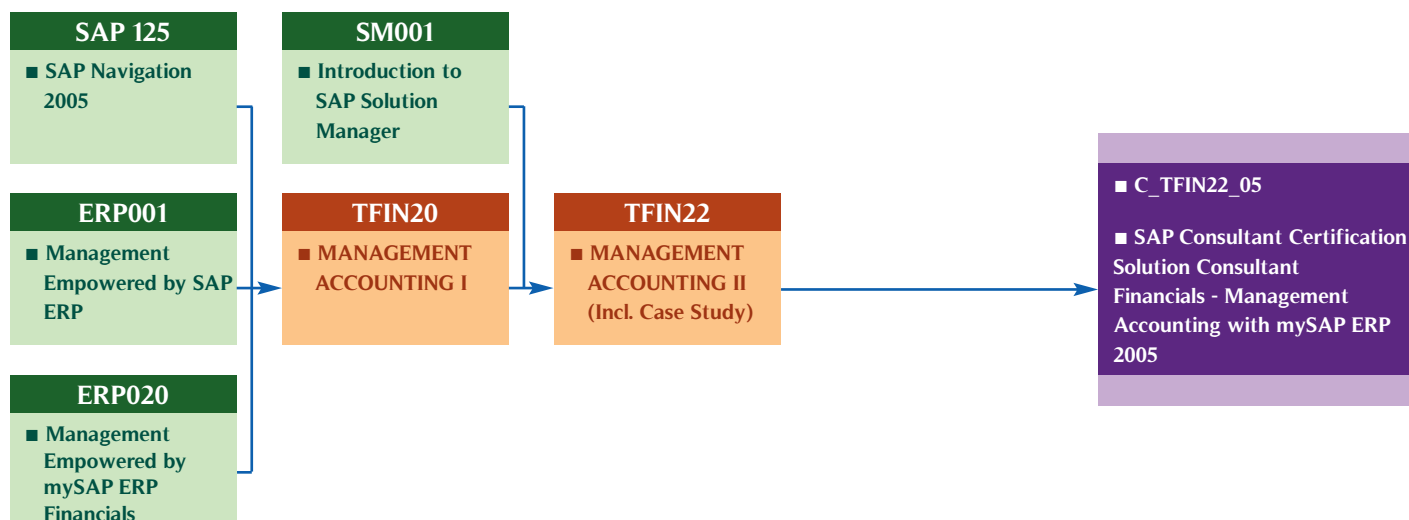 SAP 125
■ SAP Navigation
2005
SM001
■ Introduction to
SAP Solution
Manager
ERP001
■ Management
Empowered by SAP
ERP
TFIN20
■ MANAGEMENT
ACCOUNTING I
TFIN22
■ MANAGEMENT
ACCOUNTING II
(Incl. Case Study)
■ C_TFIN22_05
■ SAP Consultant Certification
Solution Consultant
Financials - Management
Accounting with mySAP ERP
2005
ERP020
■ Management
Empowered by
mySAP ERP
Financials